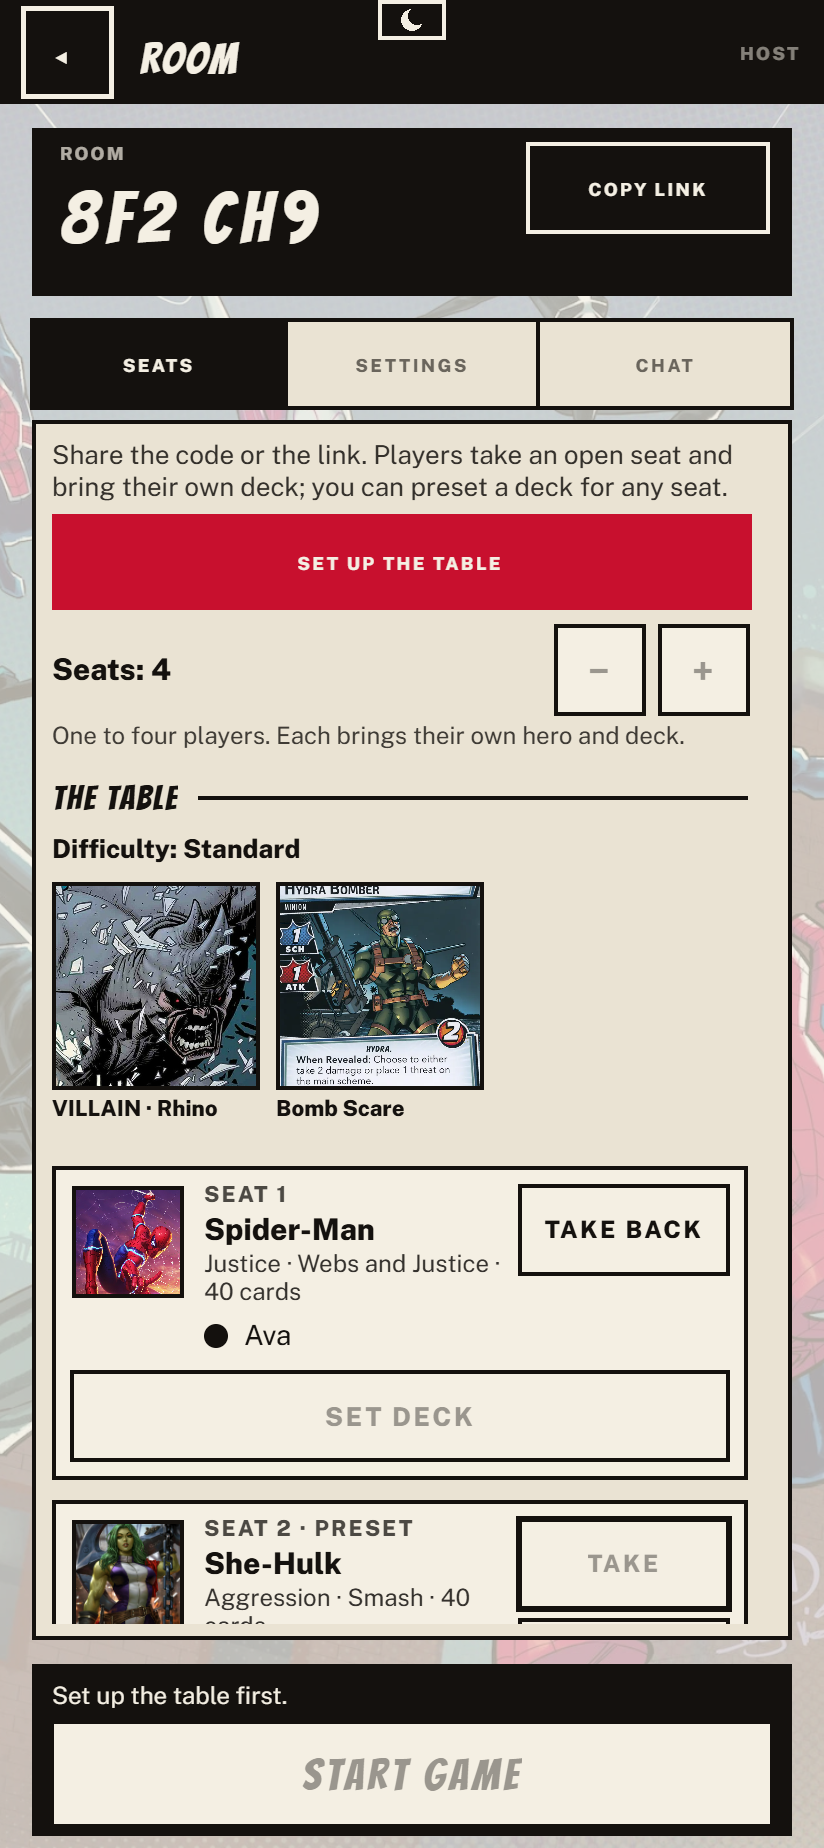 ROOM
HOST
ROOM
8F2 CH9
COPY LINK
SEATS
SETTINGS
CHAT
Share the code or the link. Players take an open seat and
bring their own deck; you can preset a deck for any seat.
SET UP THE TABLE
Seats: 4
− +
One to four players. Each brings their own hero and deck.
THE TABLE
Difficulty: Standard
HYDRA BOMBER
MINION
1
SCH
1
ATK
2
HYDRA.
When Revealed: Choose to either
take 2 damage or place 1 threat on
the main scheme.
VILLAIN · Rhino
Bomb Scare
SEAT 1
Spider-Man
Justice · Webs and Justice ·
40 cards
Ava
TAKE BACK
SET DECK
SEAT 2 · PRESET
She-Hulk
Aggression · Smash · 40
cards
TAKE
Set up the table first.
START GAME